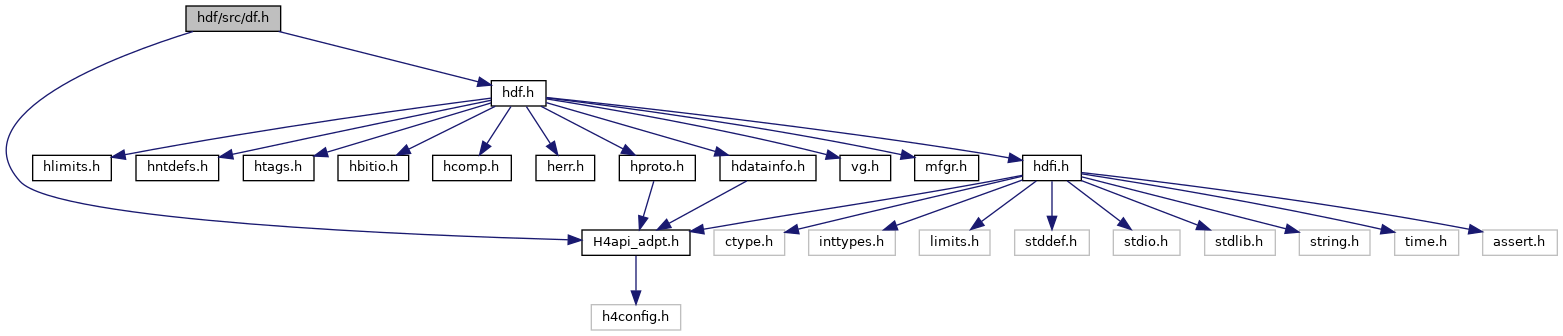 hdf/src/df.h
hdf.h
hlimits.h
hntdefs.h
htags.h
hbitio.h
hcomp.h
herr.h
hproto.h
hdatainfo.h
vg.h
mfgr.h
hdfi.h
H4api_adpt.h
ctype.h
inttypes.h
limits.h
stddef.h
stdio.h
stdlib.h
string.h
time.h
assert.h
h4config.h